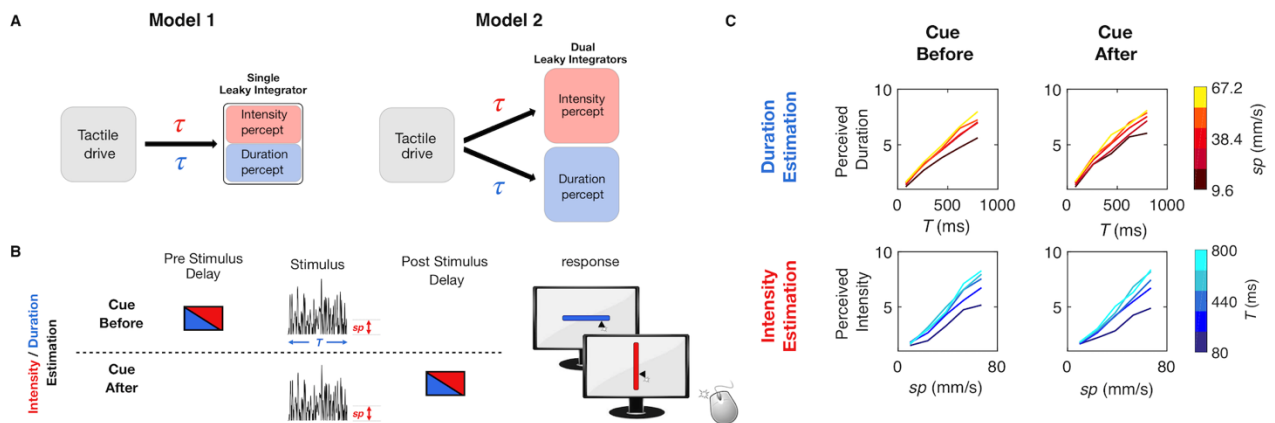 A
Model 1
Model 2
Single
Leaky Integrator
Dual
Leaky Integrators
Tactile
drive
τ
τ
Intensity
percept
Duration
percept
Tactile
drive
τ
τ
Intensity
percept
Duration
percept
B
Pre Stimulus
Delay
Stimulus
Post Stimulus
Delay
response
Intensity / Duration
Estimation
Cue
Before
sp
T
Cue
After
sp
C
Cue
Before
Cue
After
Duration
Estimation
Perceived
Duration
10
5
0
500
1000
T (ms)
10
5
0
500
1000
T (ms)
67.2
38.4
9.6
sp (mm/s)
Intensity
Estimation
Perceived
Intensity
10
5
0
80
sp (mm/s)
10
5
0
80
sp (mm/s)
800
440
80
T (ms)